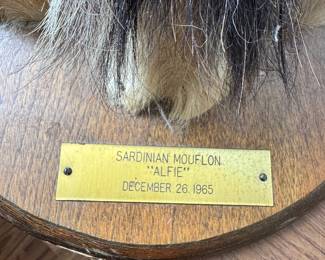 SARDINIAN MOUFLON
"ALFIE"
DECEMBER 26, 1965